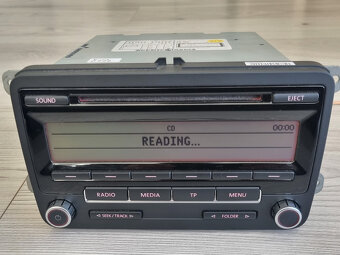 SOUND
EJECT
CD 00:00
READING...
RADIO MEDIA TP MENU
SEEK / TRACK
FOLDER